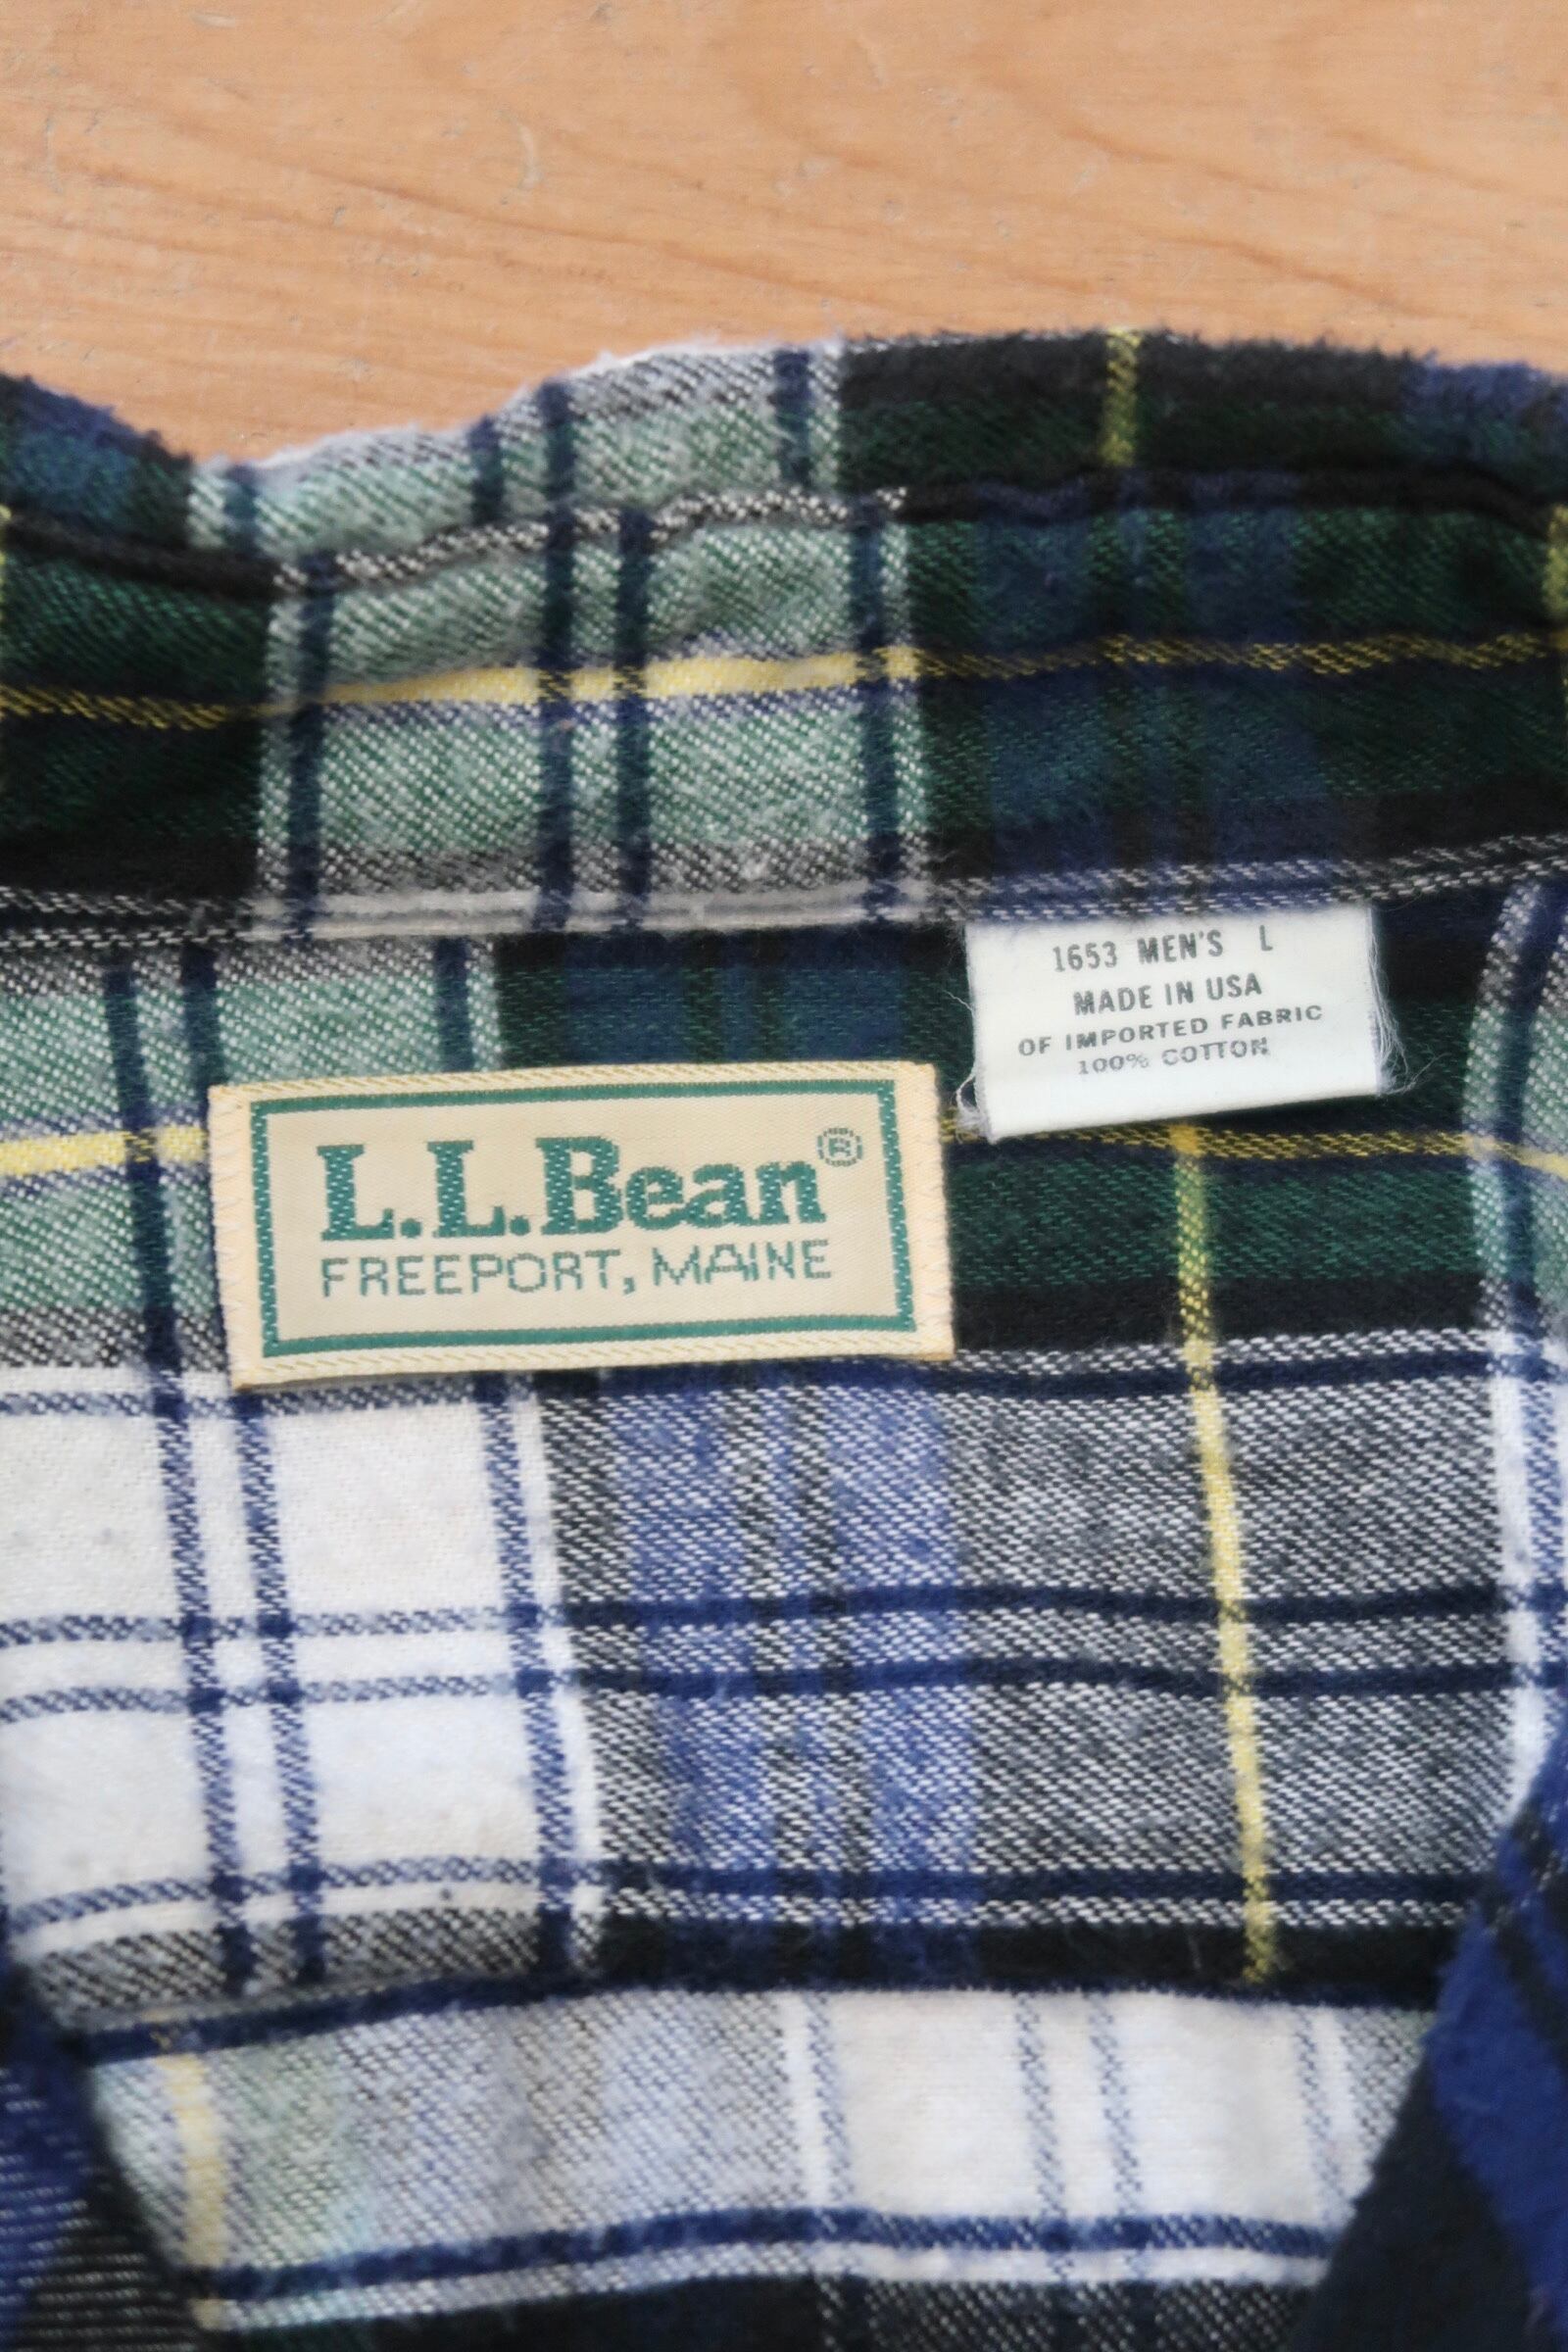 1653 MEN'S L
MADE IN USA
OF IMPORTED FABRIC
100% COTTON
L.L.Bean®
FREEPORT, MAINE